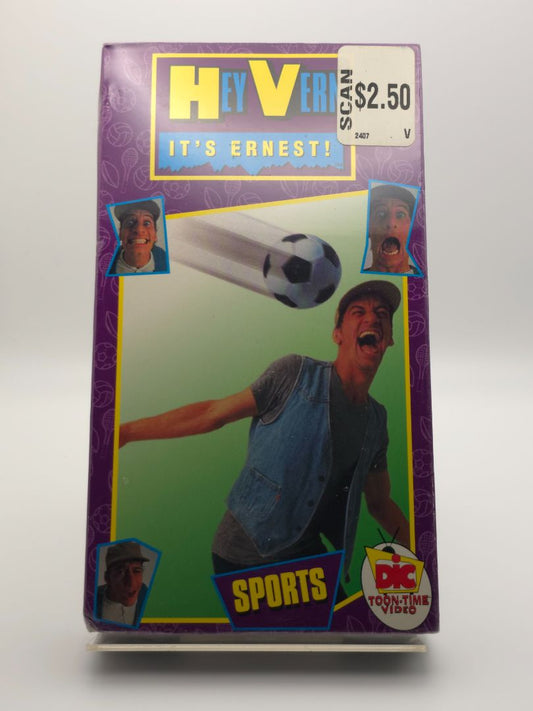 HEY VERN
IT'S ERNEST!
SCAN
$2.50
2407 V
SPORTS
DIC
TOON-TIME
VIDEO